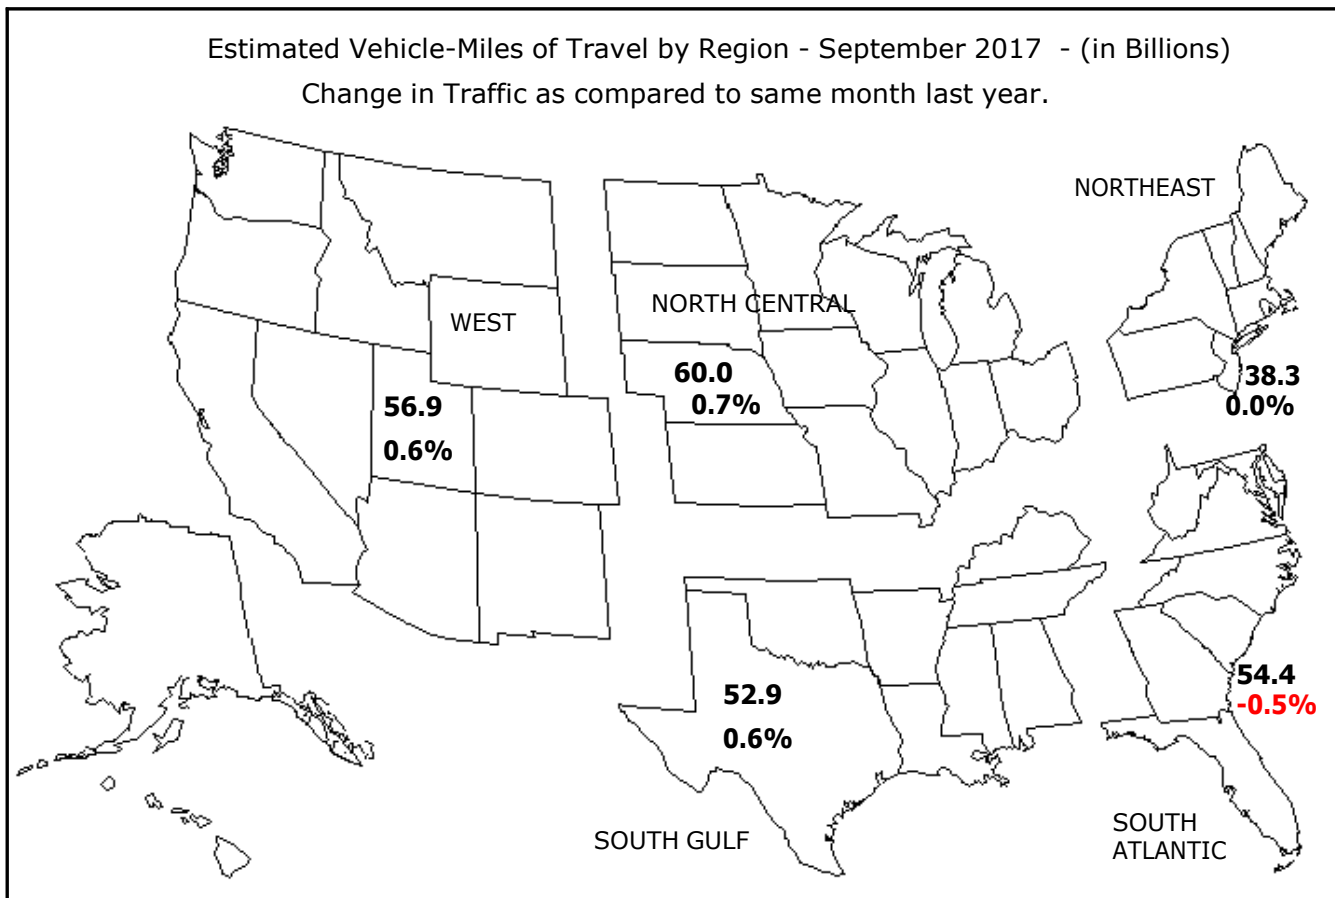 Estimated Vehicle-Miles of Travel by Region - September 2017 - (in Billions)
Change in Traffic as compared to same month last year.
NORTHEAST
38.3
0.0%
NORTH CENTRAL
60.0
0.7%
WEST
56.9
0.6%
52.9
0.6%
SOUTH GULF
54.4
-0.5%
SOUTH
ATLANTIC